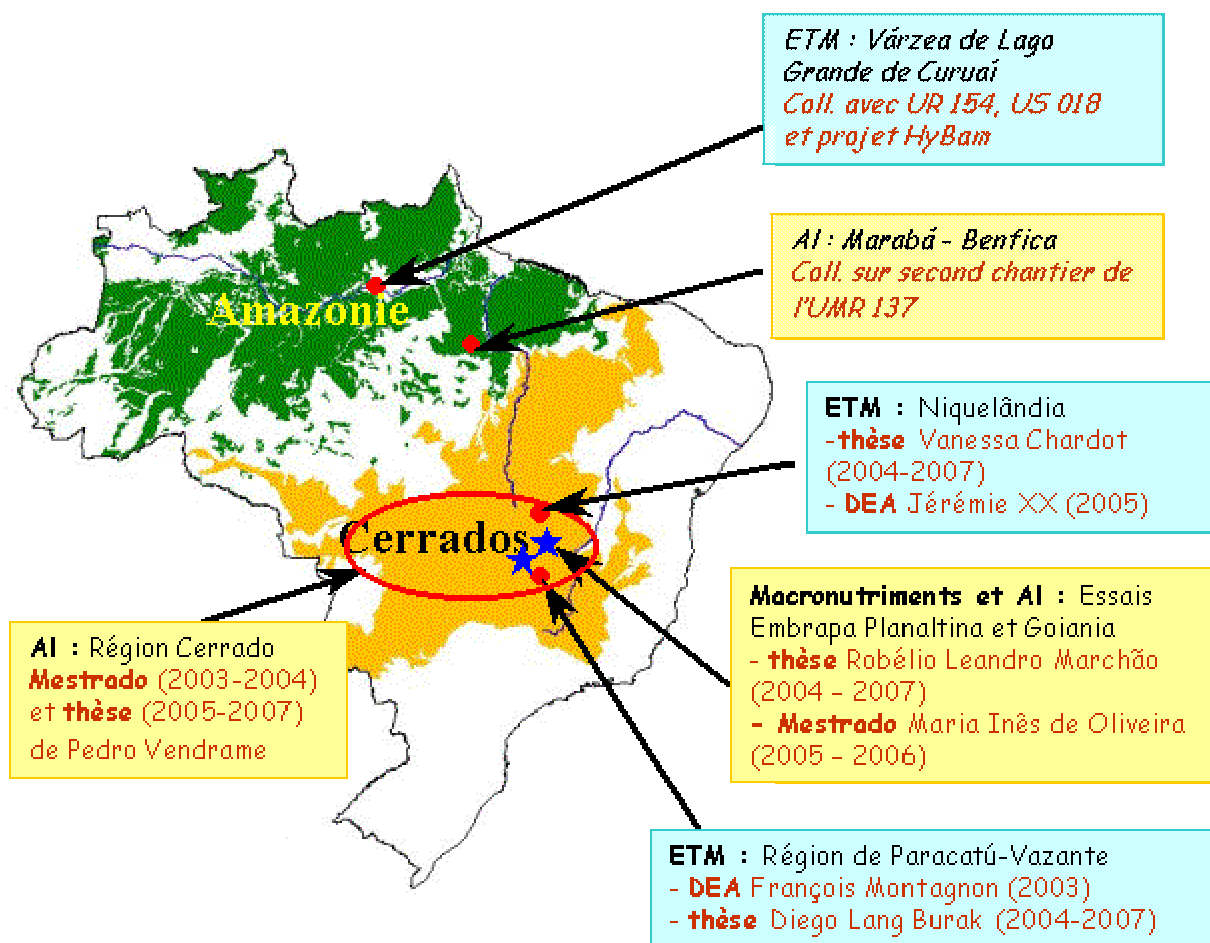 ETM : Várzea de Lago
Grande de Curuaí
Coll. avec UR 154, US 018
et projet HyBam
AI : Marabá - Benfica
Coll. sur second chantier de
l'UMR 137
Amazonie
ETM : Niquelândia
-thèse Vanessa Chardot
(2004-2007)
- DEA Jérémie XX (2005)
Cerrados
Macronutriments et AI : Essais
Embrapa Planaltina et Goiania
- thèse Robélio Leandro Marchão
(2004 - 2007)
- Mestrado Maria Inês de Oliveira
(2005 - 2006)
AI : Région Cerrado
Mestrado (2003-2004)
et thèse (2005-2007)
de Pedro Vendrame
ETM : Région de Paracatú-Vazante
- DEA François Montagnon (2003)
- thèse Diego Lang Burak (2004-2007)